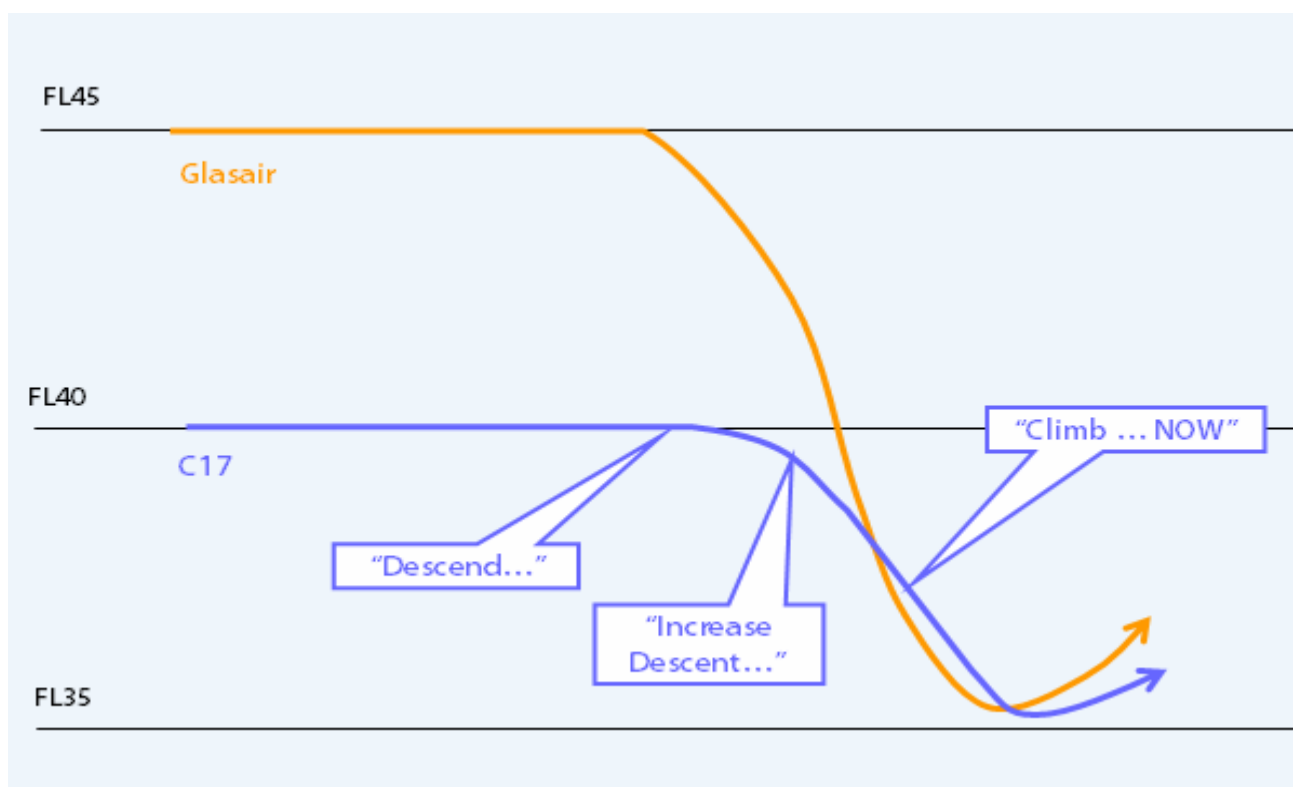 FL45
Glasair
FL40
“Climb ... NOW”
C17
“Descend...”
“Increase
Descent...”
FL35